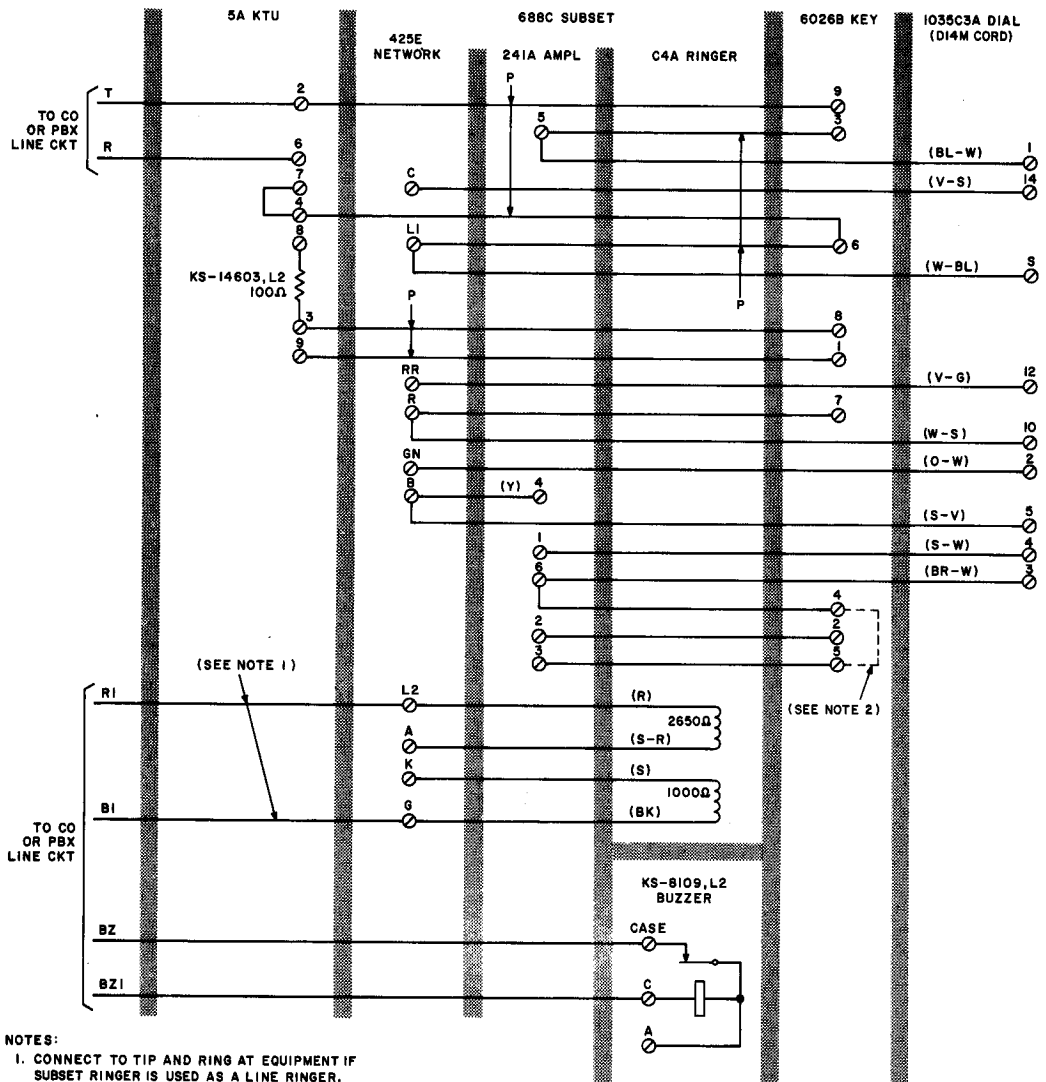 5A KTU
688C SUBSET
6026B KEY
1035C3A DIAL
(D14M CORD)
425E
NETWORK
241A AMPL
C4A RINGER
TO CO
OR PBX
LINE CKT
T
2
P
9
5
3
R
6
(BL-W)
1
7
C
(V-S)
14
4
8
L1
6
(W-BL)
S
KS-14603, L2
100Ω
P
P
3
8
9
1
RR
(V-G)
12
R
7
(W-S)
10
GN
(O-W)
2
B
(Y)
4
(S-V)
5
1
(S-W)
4
6
(BR-W)
3
4
2
2
3
5
(SEE NOTE 1)
(SEE NOTE 2)
R1
L2
(R)
2650Ω
A
(S-R)
K
(S)
1000Ω
B1
G
(BK)
TO CO
OR PBX
LINE CKT
KS-8109, L2
BUZZER
BZ
CASE
BZ1
C
A
NOTES:
1. CONNECT TO TIP AND RING AT EQUIPMENT IF
SUBSET RINGER IS USED AS A LINE RINGER.